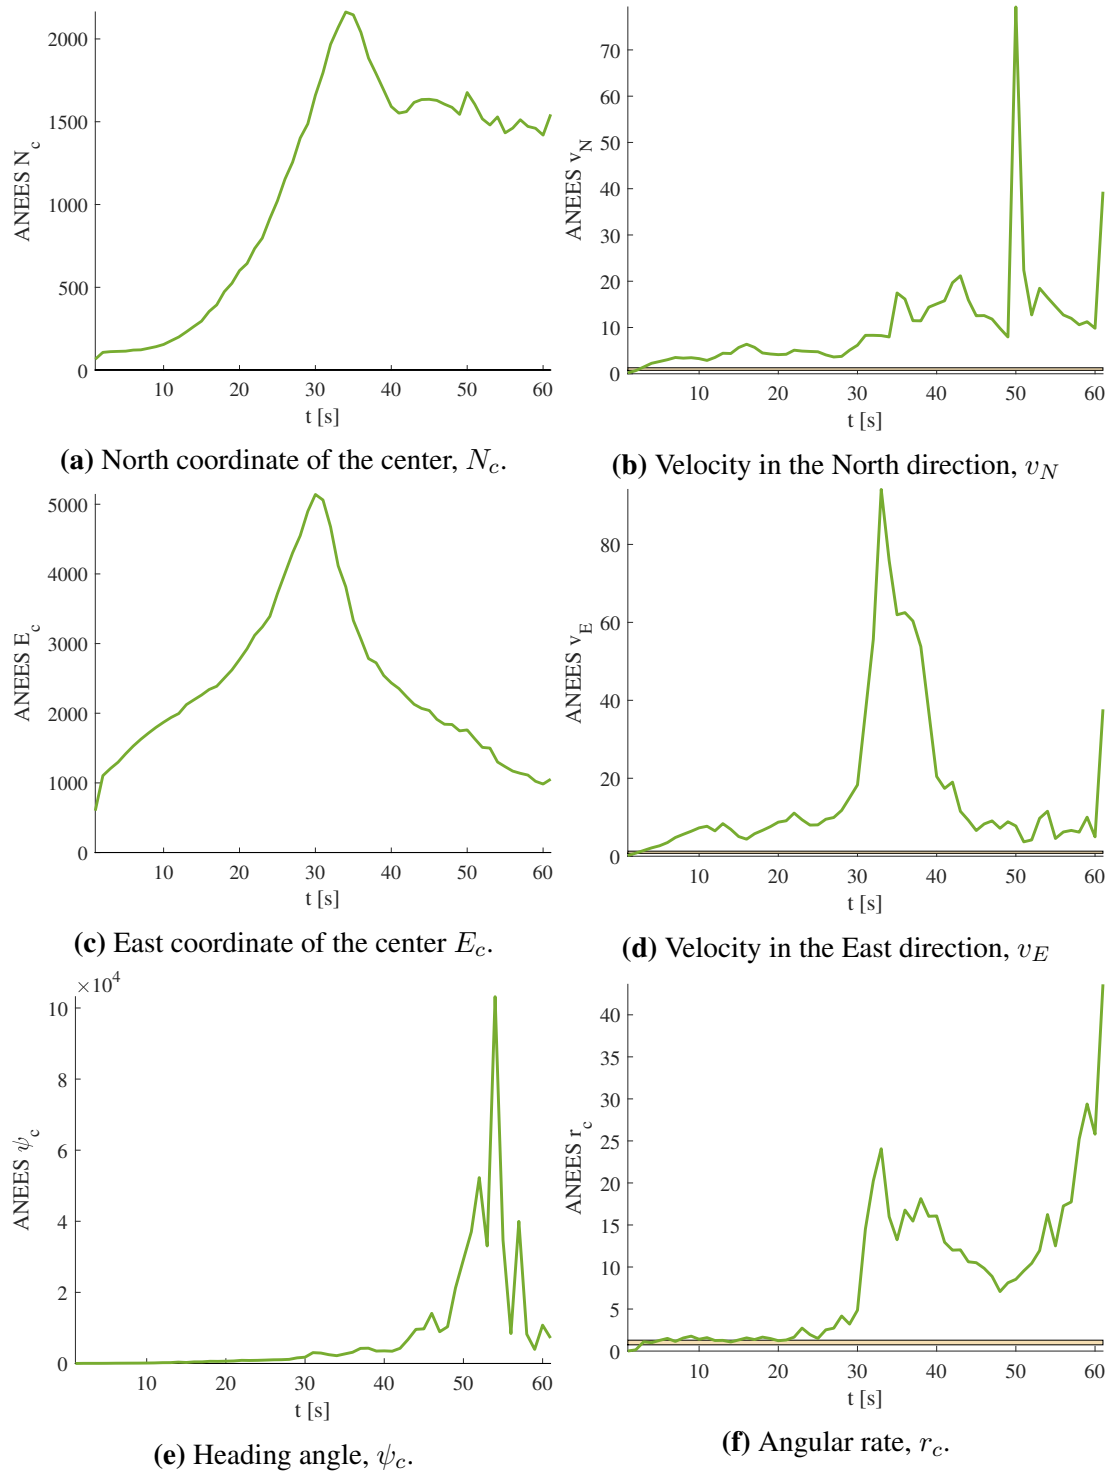 2000
1500
1000
500
0
ANEES N_c
10 20 30 40 50 60
t [s]
(a) North coordinate of the center, N_c.
70
60
50
40
30
20
10
0
ANEES v_N
10 20 30 40 50 60
t [s]
(b) Velocity in the North direction, v_N
5000
4000
3000
2000
1000
0
ANEES E_c
10 20 30 40 50 60
t [s]
(c) East coordinate of the center E_c.
80
60
40
20
0
ANEES v_E
10 20 30 40 50 60
t [s]
(d) Velocity in the East direction, v_E
×10^4
10
8
6
4
2
0
ANEES ψ_c
10 20 30 40 50 60
t [s]
(e) Heading angle, ψ_c.
40
35
30
25
20
15
10
5
0
ANEES r_c
10 20 30 40 50 60
t [s]
(f) Angular rate, r_c.